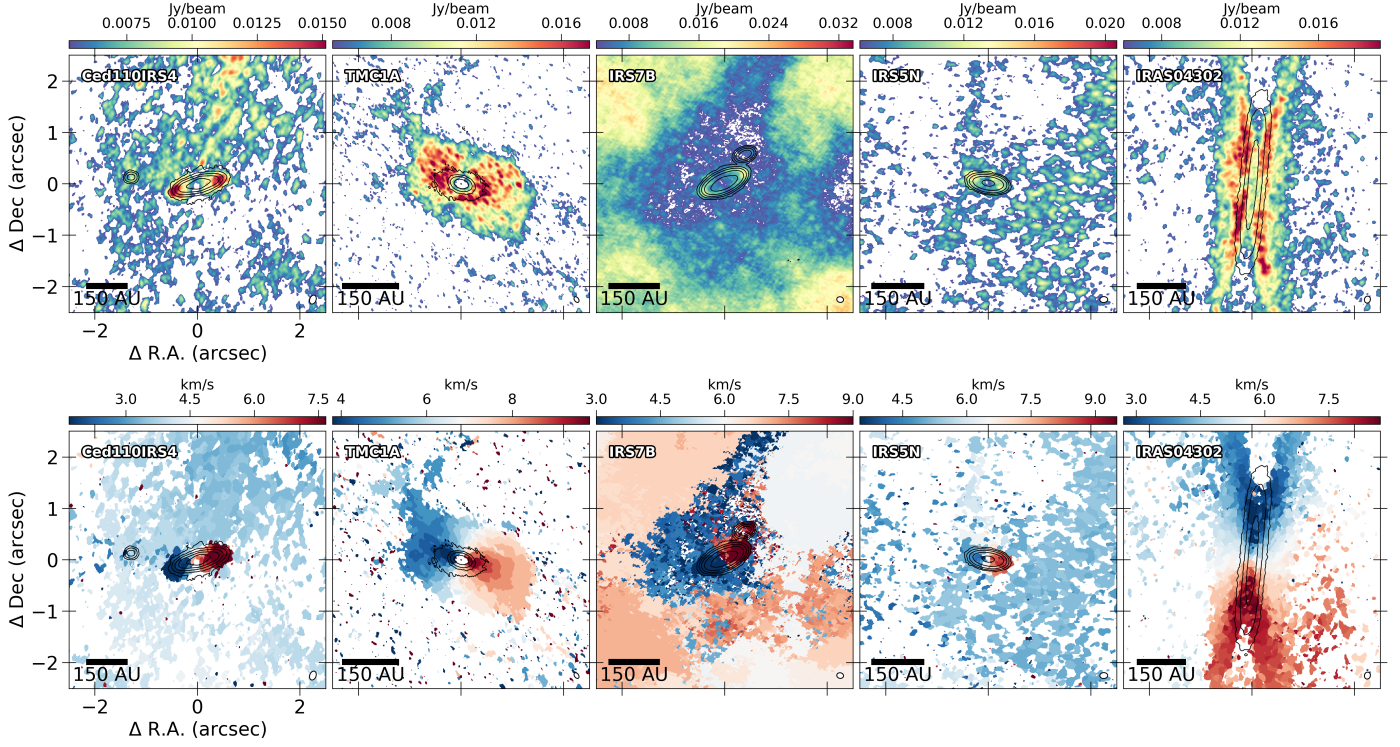 Jy/beam Jy/beam Jy/beam Jy/beam Jy/beam
0.0075 0.0100 0.0125 0.0150 0.008 0.012 0.016 0.008 0.016 0.024 0.032 0.008 0.012 0.016 0.020 0.008 0.012 0.016
Ced110IRS4 TMC1A IRS7B IRS5N IRAS04302
2
1
0
−1
−2
Δ Dec (arcsec)
150 AU 150 AU 150 AU 150 AU 150 AU
−2 0 2
Δ R.A. (arcsec)
km/s km/s km/s km/s km/s
3.0 4.5 6.0 7.5 4 6 8 3.0 4.5 6.0 7.5 9.0 3.0 4.5 6.0 7.5 9.0 3.0 4.5 6.0 7.5
Ced110IRS4 TMC1A IRS7B IRS5N IRAS04302
2
1
0
−1
−2
Δ Dec (arcsec)
150 AU 150 AU 150 AU 150 AU 150 AU
−2 0 2
Δ R.A. (arcsec)